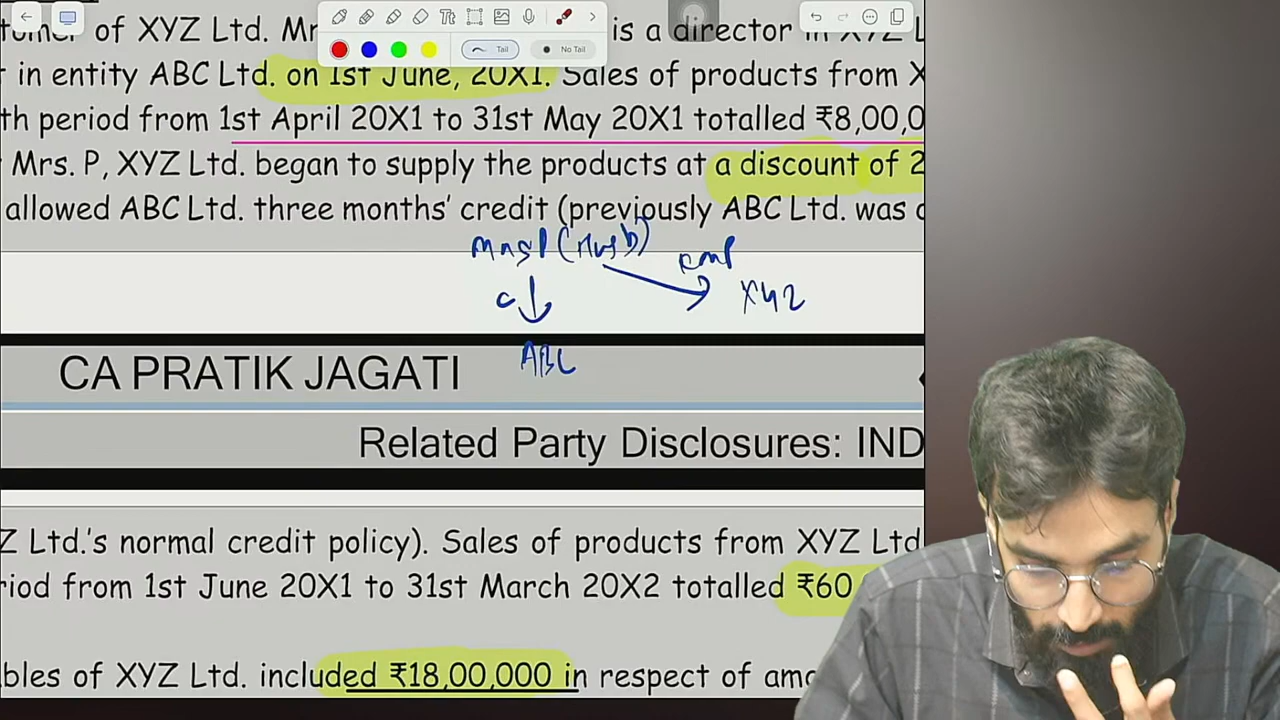 Tail No Tail
of XYZ Ltd. Mr is a director in XYZ L
t in entity ABC Ltd. on 1st June, 20X1. Sales of products from X
th period from 1st April 20X1 to 31st May 20X1 totalled ₹8,00,0
Mrs. P, XYZ Ltd. began to supply the products at a discount of 2
allowed ABC Ltd. three months' credit (previously ABC Ltd. was
XYZ
ABC
CA PRATIK JAGATI
Related Party Disclosures: IND
Z Ltd.'s normal credit policy). Sales of products from XYZ Ltd
riod from 1st June 20X1 to 31st March 20X2 totalled ₹60
bles of XYZ Ltd. included ₹18,00,000 in respect of amo